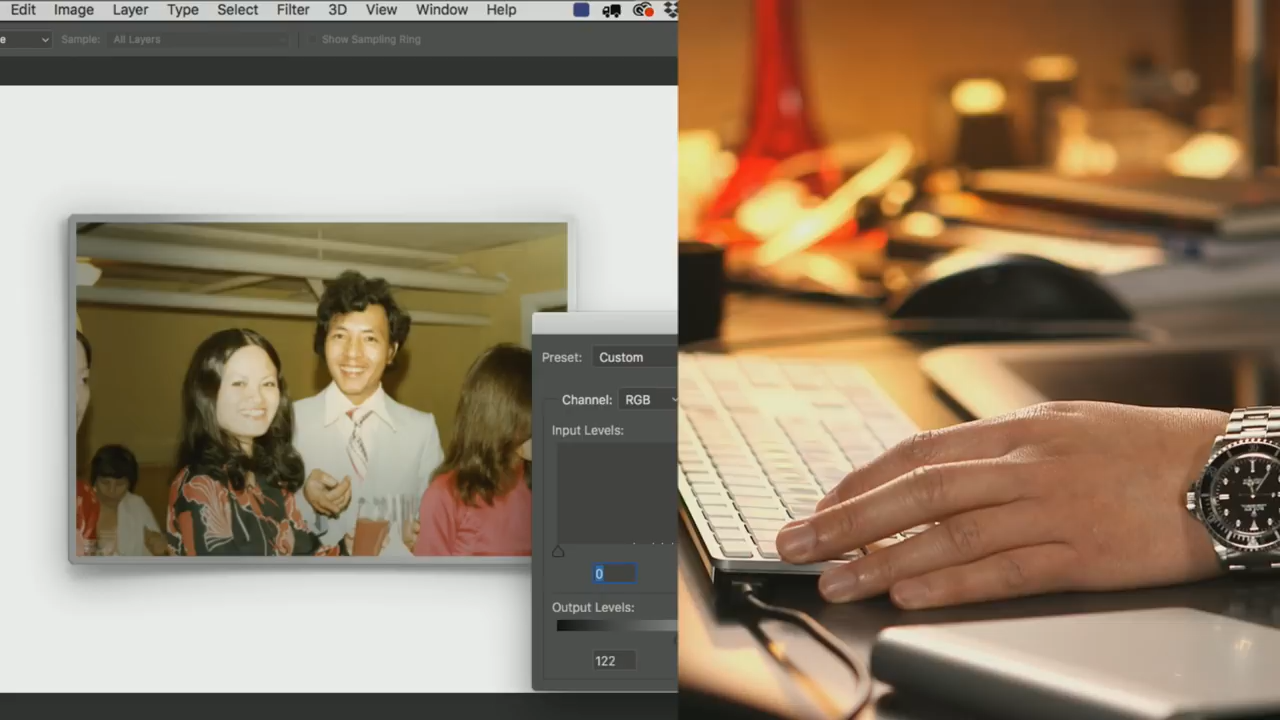 Edit Image Layer Type Select Filter 3D View Window Help
Sample: All Layers Show Sampling Ring
Preset: Custom
Channel: RGB
Input Levels:
0
Output Levels:
122